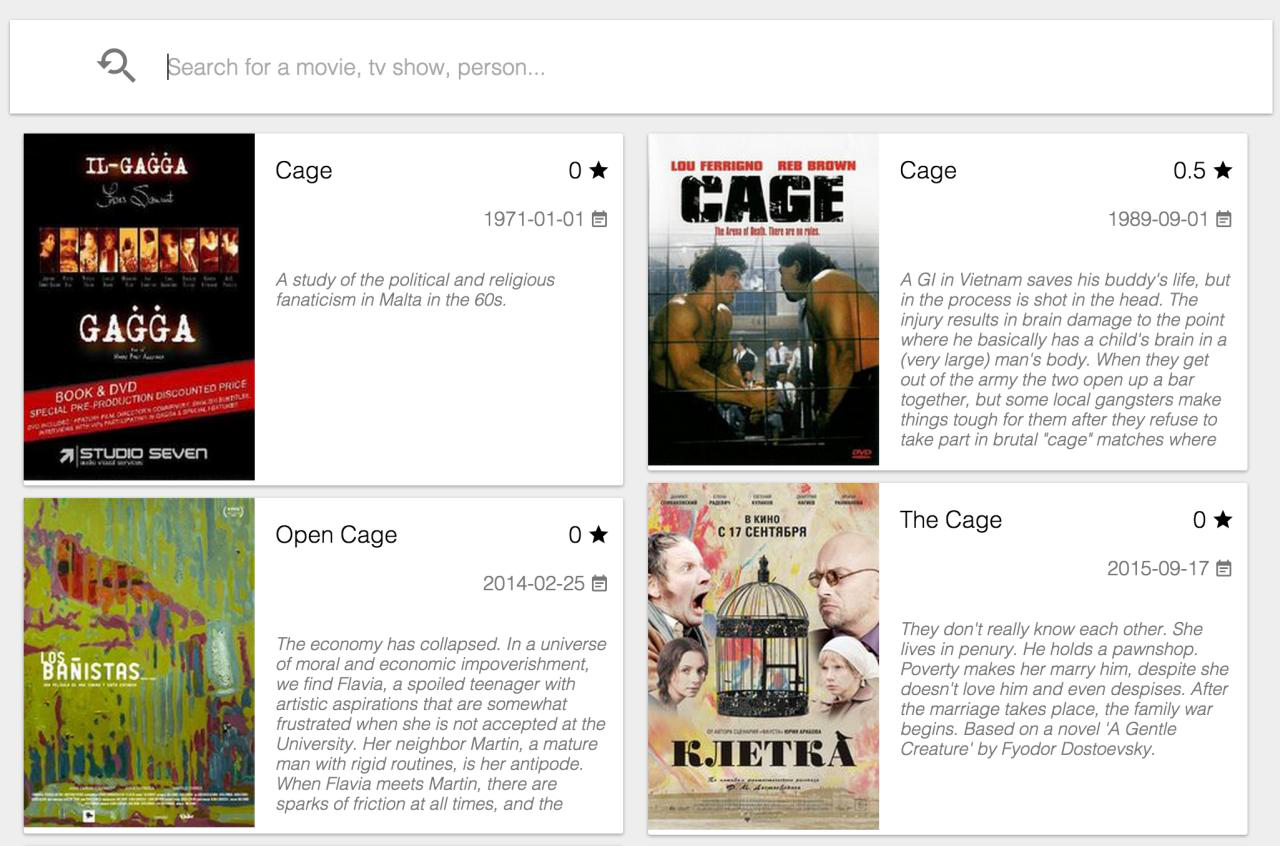 Search for a movie, tv show, person...
IL-GAĠĠA
GAĠĠA
BOOK & DVD
SPECIAL PRE-PRODUCTION DISCOUNTED PRICE
STUDIO SEVEN
audio visual services
Cage
0
1971-01-01
A study of the political and religious
fanaticism in Malta in the 60s.
LOU FERRIGNO REB BROWN
CAGE
The Arena of Death. There are no rules.
DVD
Cage
0.5
1989-09-01
A GI in Vietnam saves his buddy's life, but
in the process is shot in the head. The
injury results in brain damage to the point
where he basically has a child's brain in a
(very large) man's body. When they get
out of the army the two open up a bar
together, but some local gangsters make
things tough for them after they refuse to
take part in brutal "cage" matches where
LOS
BAÑISTAS
Open Cage
0
2014-02-25
The economy has collapsed. In a universe
of moral and economic impoverishment,
we find Flavia, a spoiled teenager with
artistic aspirations that are somewhat
frustrated when she is not accepted at the
University. Her neighbor Martin, a mature
man with rigid routines, is her antipode.
When Flavia meets Martin, there are
sparks of friction at all times, and the
В КИНО
С 17 СЕНТЯБРЯ
ОТ АВТОРА СЦЕНАРИЯ «ФАУСТА» ЮРИЯ АРАБОВА
КЛЕТКА
Ф. М. Достоевского
The Cage
0
2015-09-17
They don't really know each other. She
lives in penury. He holds a pawnshop.
Poverty makes her marry him, despite she
doesn't love him and even despises. After
the marriage takes place, the family war
begins. Based on a novel 'A Gentle
Creature' by Fyodor Dostoevsky.